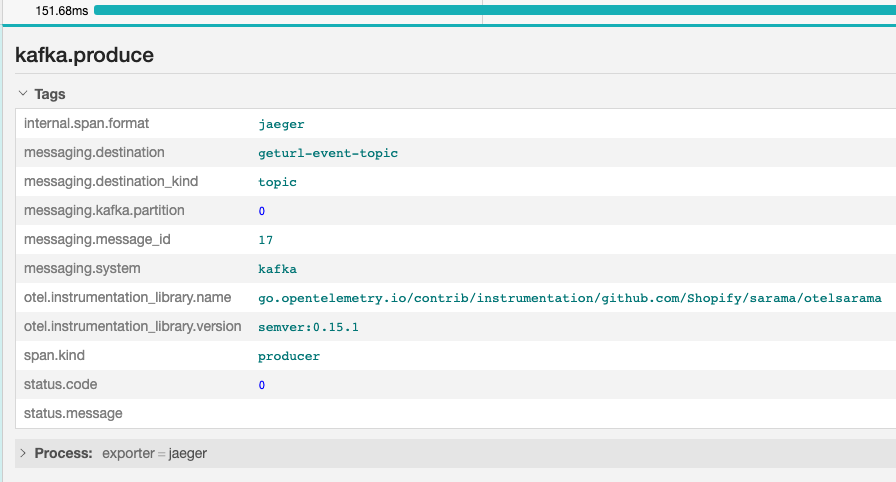 151.68ms
kafka.produce
Tags
internal.span.format jaeger
messaging.destination geturl-event-topic
messaging.destination_kind topic
messaging.kafka.partition 0
messaging.message_id 17
messaging.system kafka
otel.instrumentation_library.name go.opentelemetry.io/contrib/instrumentation/github.com/Shopify/sarama/otelsarama
otel.instrumentation_library.version semver:0.15.1
span.kind producer
status.code 0
status.message
Process: exporter = jaeger